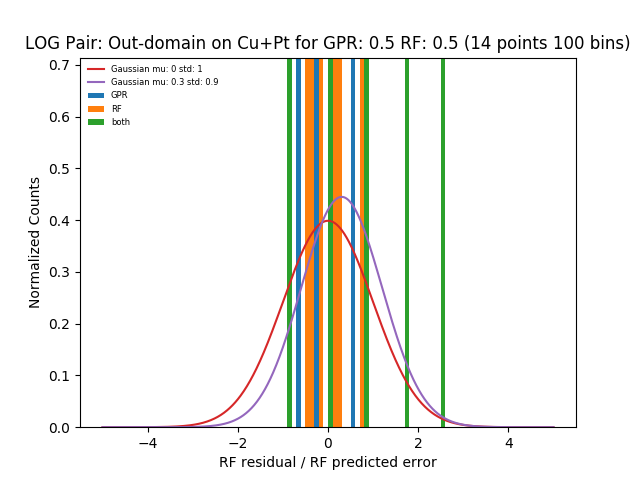 LOG Pair: Out-domain on Cu+Pt for GPR: 0.5 RF: 0.5 (14 points 100 bins)
Gaussian mu: 0 std: 1
Gaussian mu: 0.3 std: 0.9
GPR
RF
both
Normalized Counts
0.7
0.6
0.5
0.4
0.3
0.2
0.1
0.0
−4 −2 0 2 4
RF residual / RF predicted error